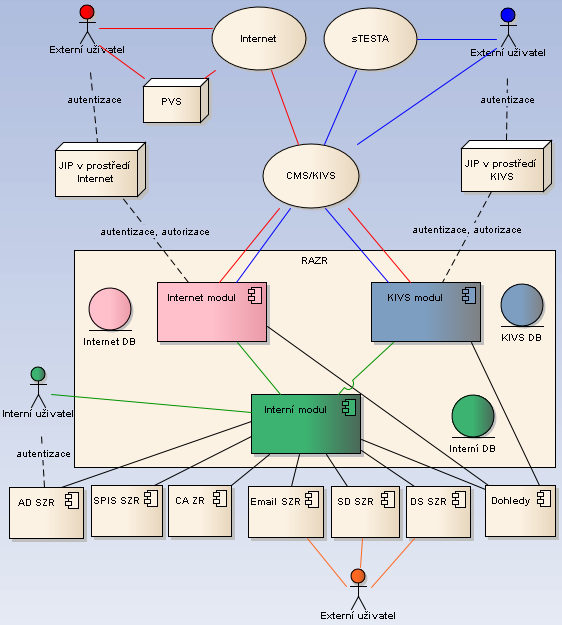 Externí uživatel
Internet
sTESTA
Externí uživatel
autentizace
PVS
autentizace
JIP v prostředí
Internet
CMS/KIVS
JIP v prostředí
KIVS
autentizace, autorizace
autentizace, autorizace
RAZR
Internet modul
KIVS modul
Internet DB
KIVS DB
Interní uživatel
Interní modul
Interní DB
autentizace
AD SZR
SPIS SZR
CA ZR
Email SZR
SD SZR
DS SZR
Dohledy
Externí uživatel